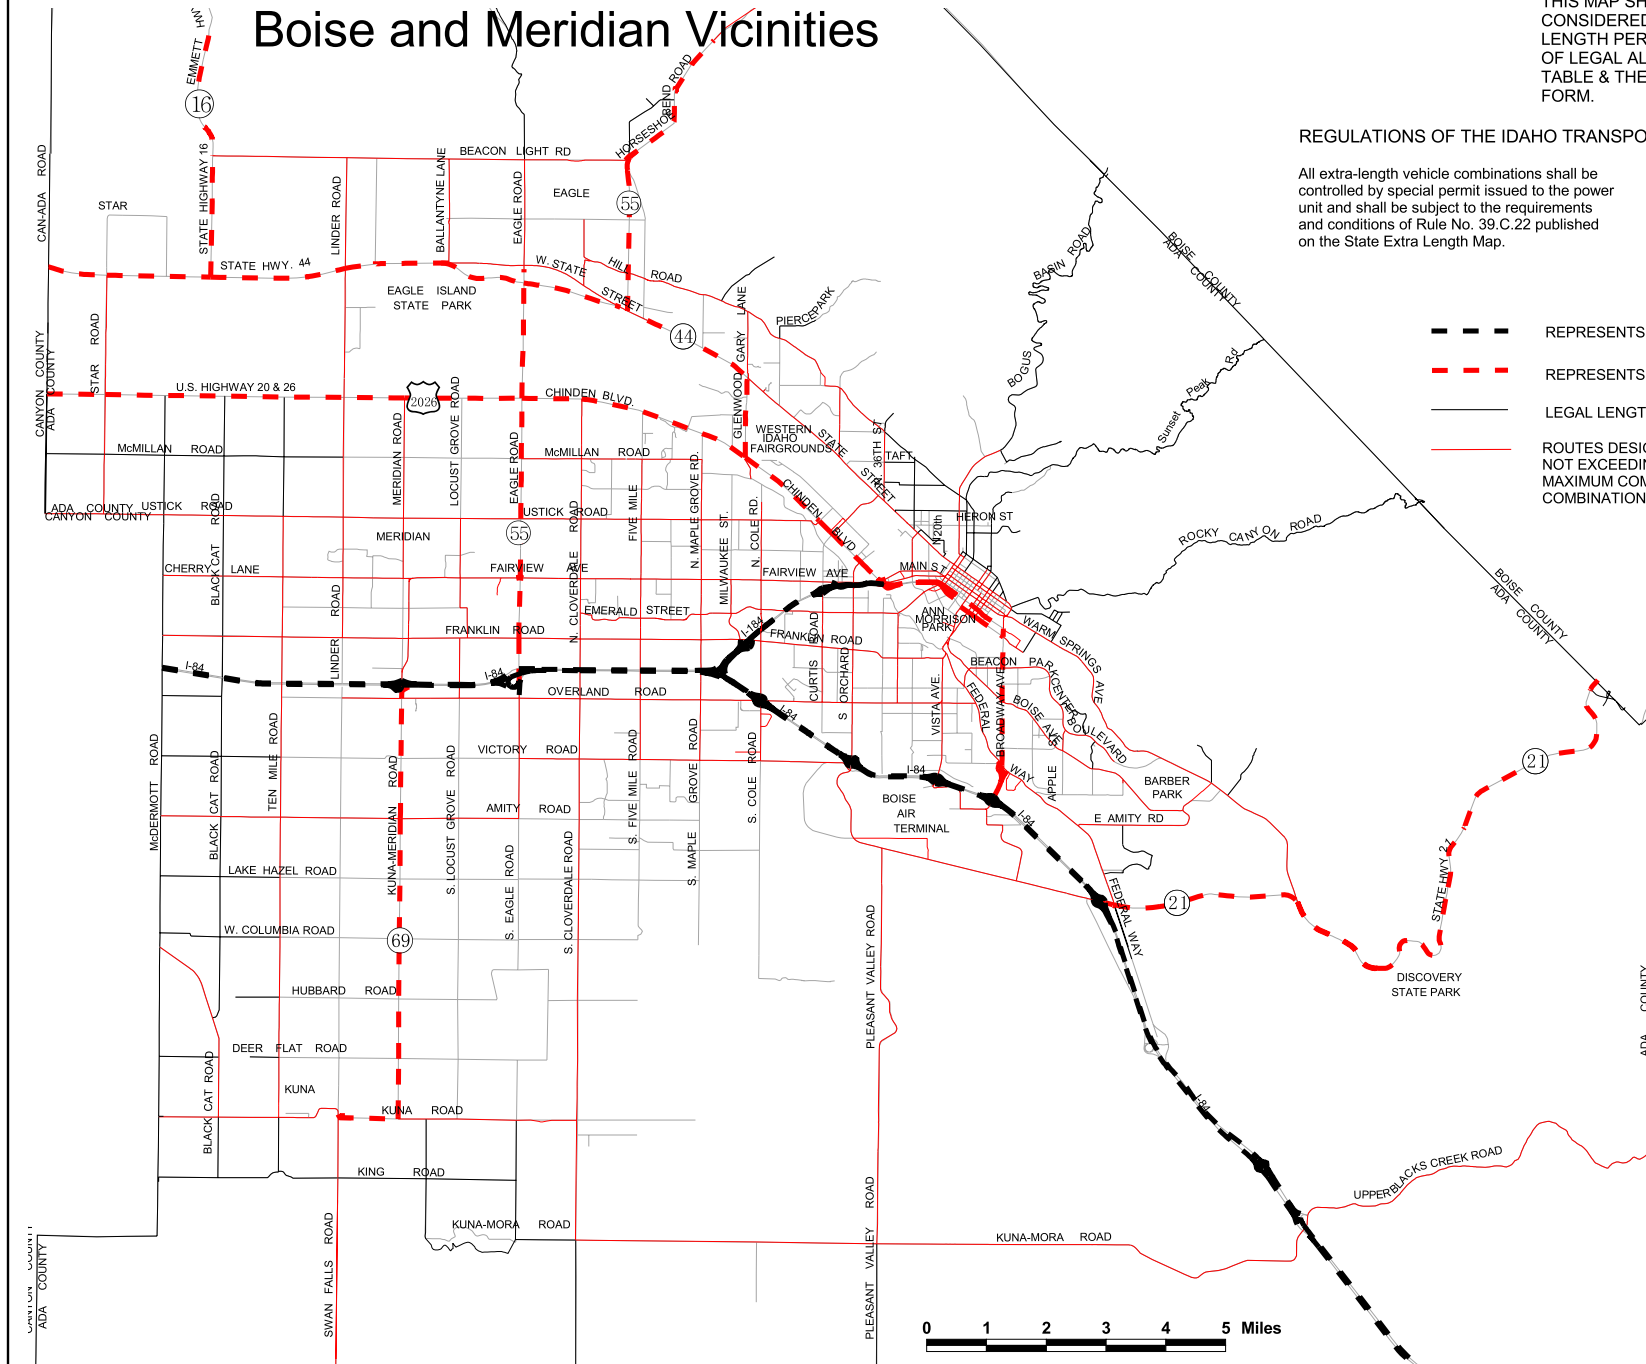 Boise and Meridian Vicinities
CONSIDERED
LENGTH PER
OF LEGAL AL
TABLE & THE
FORM.
REGULATIONS OF THE IDAHO TRANSPO
All extra-length vehicle combinations shall be
controlled by special permit issued to the power
unit and shall be subject to the requirements
and conditions of Rule No. 39.C.22 published
on the State Extra Length Map.
REPRESENTS
REPRESENTS
LEGAL LENGT
ROUTES DESIG
NOT EXCEEDIN
MAXIMUM COM
COMBINATION
EMMETT HW
16
STATE HIGHWAY 16
CAN-ADA ROAD
STAR
LINDER ROAD
BALLANTYNE LANE
BEACON LIGHT RD
EAGLE ROAD
EAGLE
HORSESHOE BEND ROAD
55
STATE HWY. 44
W. STATE STREET
HILL ROAD
EAGLE ISLAND
STATE PARK
44
GLENWOOD
GARY LANE
PIERCE PARK
BOGUS BASIN ROAD
BOISE COUNTY
ADA COUNTY
Sunset Peak Rd
CANYON COUNTY
ADA COUNTY
STAR ROAD
U.S. HIGHWAY 20 & 26
2026
CHINDEN BLVD.
MERIDIAN ROAD
LOCUST GROVE ROAD
EAGLE ROAD
McMILLAN ROAD
McMILLAN ROAD
WESTERN
IDAHO
FAIRGROUNDS
STATE STREET
36TH ST
TAFT
CHINDEN BLVD
N 20th
HERON ST
ROCKY CANYON ROAD
ADA COUNTY
CANYON COUNTY
USTICK ROAD
USTICK ROAD
BLACK CAT ROAD
N. CLOVERDALE ROAD
FIVE MILE
N. MAPLE GROVE RD.
MILWAUKEE ST.
N. COLE RD.
55
MERIDIAN
CHERRY LANE
FAIRVIEW AVE
FAIRVIEW AVE
MAIN ST
EMERALD STREET
LINDER ROAD
FRANKLIN ROAD
FRANKLIN ROAD
I-184
ANN
MORRISON
PARK
WARM SPRINGS AVE
BOISE COUNTY
ADA COUNTY
I-84
I-84
OVERLAND ROAD
CURTIS ROAD
S ORCHARD
VISTA AVE.
BEACON
PARKCENTER BOULEVARD
BOISE AVE
FEDERAL WAY
BROADWAY AVE
APPLE ST
I-84
I-84
I-84
McDERMOTT ROAD
BLACK CAT ROAD
TEN MILE ROAD
KUNA-MERIDIAN ROAD
S. LOCUST GROVE ROAD
VICTORY ROAD
AMITY ROAD
S. FIVE MILE ROAD
S. MAPLE GROVE ROAD
S. COLE ROAD
BOISE
AIR
TERMINAL
BARBER
PARK
E AMITY RD
21
STATE HWY 21
LAKE HAZEL ROAD
S. EAGLE ROAD
S. CLOVERDALE ROAD
FEDERAL WAY
21
W. COLUMBIA ROAD
69
PLEASANT VALLEY ROAD
DISCOVERY
STATE PARK
ADA COUNTY
HUBBARD ROAD
DEER FLAT ROAD
BLACK CAT ROAD
KUNA
KUNA ROAD
I-84
KING ROAD
UPPER BLACKS CREEK ROAD
PLEASANT VALLEY ROAD
KUNA-MORA ROAD
KUNA-MORA ROAD
SWAN FALLS ROAD
ADA COUNTY
0 1 2 3 4 5 Miles